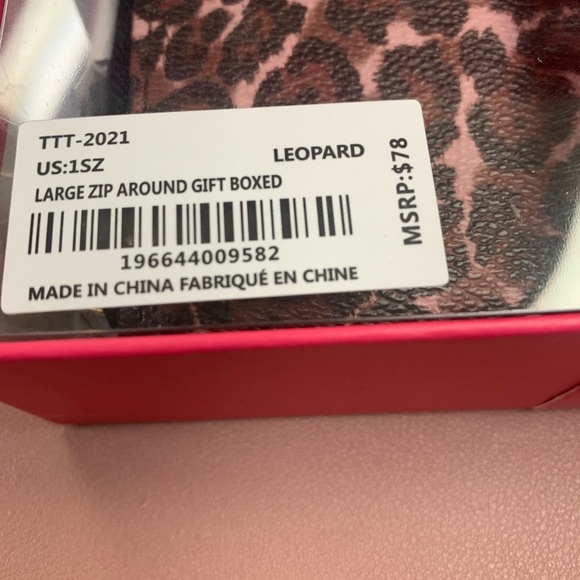 TTT-2021
US:1SZ LEOPARD
LARGE ZIP AROUND GIFT BOXED
196644009582
MADE IN CHINA FABRIQUÉ EN CHINE
MSRP:$78